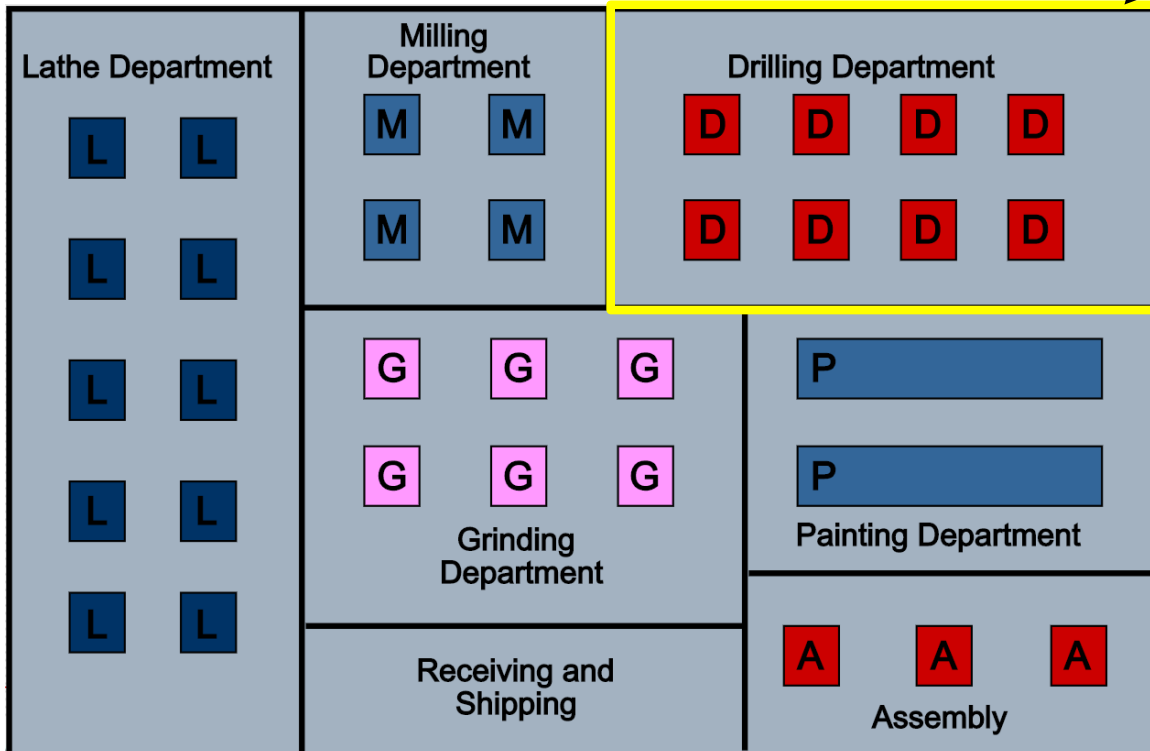 Lathe Department
L L
L L
L L
L L
L L
Milling
Department
M M
M M
Drilling Department
D D D D
D D D D
G G G
G G G
Grinding
Department
P
P
Painting Department
Receiving and
Shipping
A A A
Assembly